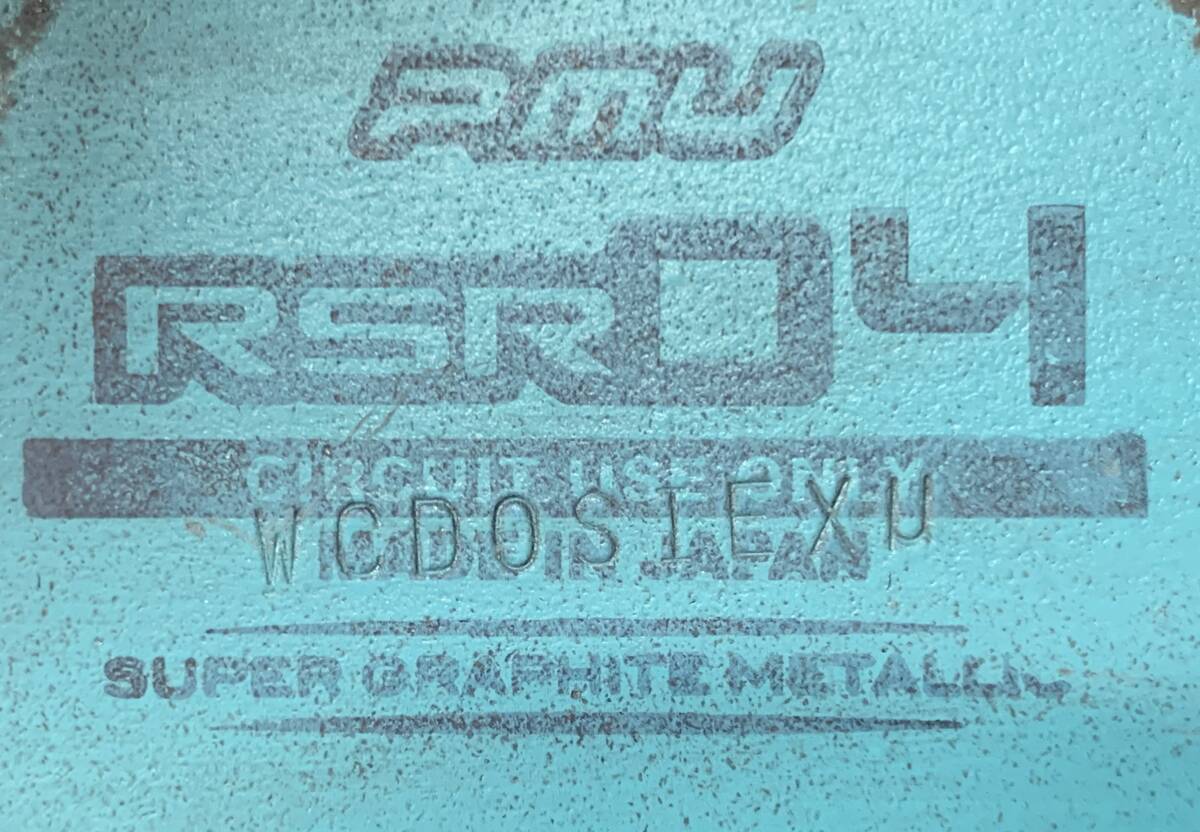 PMU
RSR04
CIRCUIT USE ONLY
WCDOSIEXU
MADE IN JAPAN
SUPER GRAPHITE METALLIC